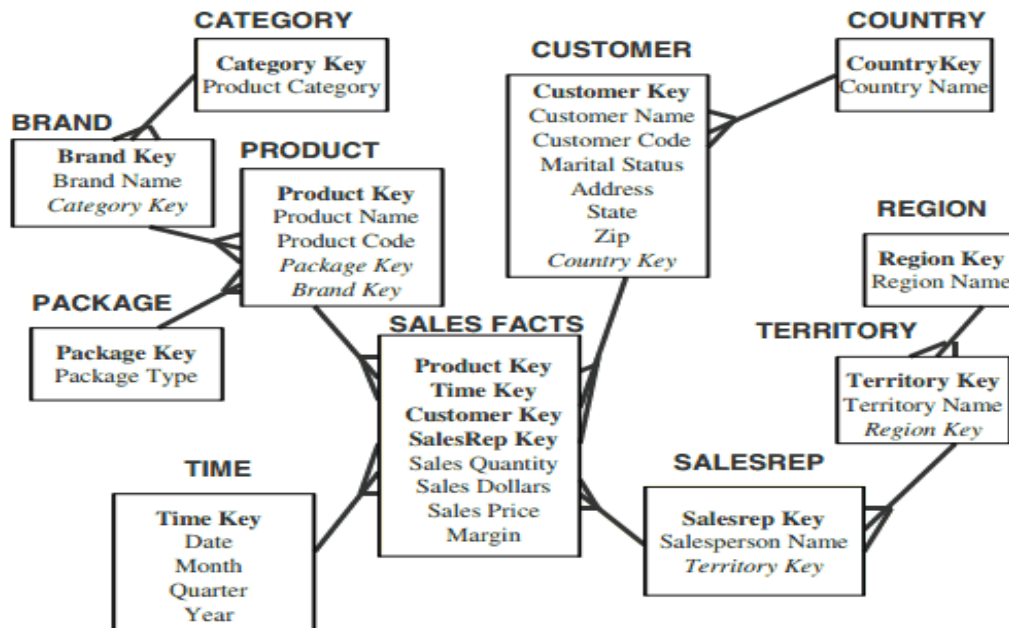 CATEGORY
Category Key
Product Category
BRAND
Brand Key
Brand Name
Category Key
PRODUCT
Product Key
Product Name
Product Code
Package Key
Brand Key
PACKAGE
Package Key
Package Type
TIME
Time Key
Date
Month
Quarter
Year
SALES FACTS
Product Key
Time Key
Customer Key
SalesRep Key
Sales Quantity
Sales Dollars
Sales Price
Margin
CUSTOMER
Customer Key
Customer Name
Customer Code
Marital Status
Address
State
Zip
Country Key
COUNTRY
CountryKey
Country Name
REGION
Region Key
Region Name
TERRITORY
Territory Key
Territory Name
Region Key
SALESREP
Salesrep Key
Salesperson Name
Territory Key